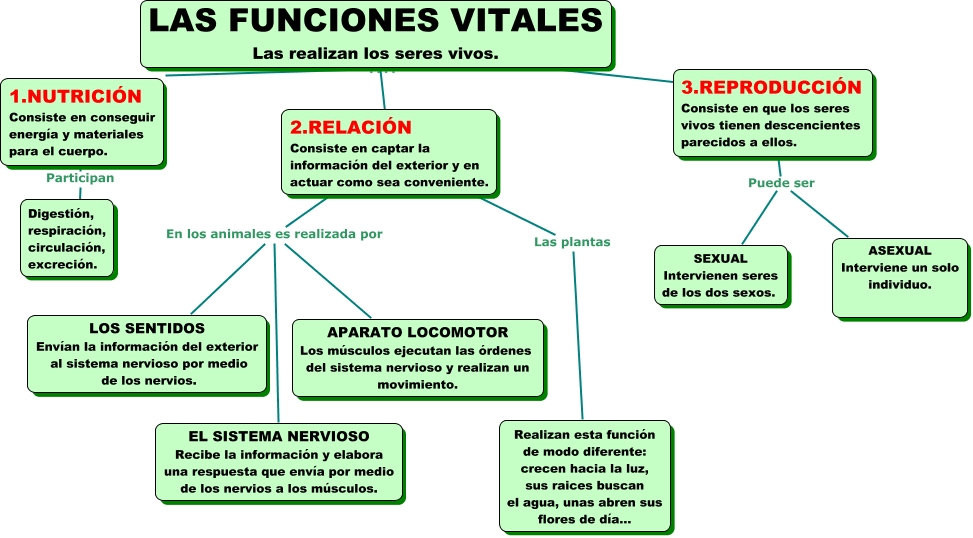 LAS FUNCIONES VITALES
Las realizan los seres vivos.
1.NUTRICIÓN
Consiste en conseguir
energía y materiales
para el cuerpo.
Participan
Digestión,
respiración,
circulación,
excreción.
2.RELACIÓN
Consiste en captar la
información del exterior y en
actuar como sea conveniente.
En los animales es realizada por
LOS SENTIDOS
Envían la información del exterior
al sistema nervioso por medio
de los nervios.
EL SISTEMA NERVIOSO
Recibe la información y elabora
una respuesta que envía por medio
de los nervios a los músculos.
APARATO LOCOMOTOR
Los músculos ejecutan las órdenes
del sistema nervioso y realizan un
movimiento.
Las plantas
Realizan esta función
de modo diferente:
crecen hacia la luz,
sus raices buscan
el agua, unas abren sus
flores de día...
3.REPRODUCCIÓN
Consiste en que los seres
vivos tienen descencientes
parecidos a ellos.
Puede ser
SEXUAL
Intervienen seres
de los dos sexos.
ASEXUAL
Interviene un solo
individuo.